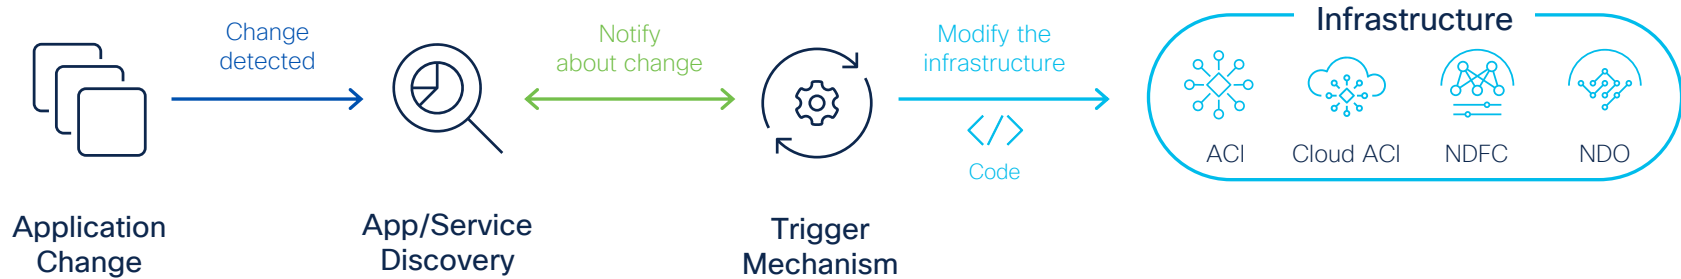 Change
detected
Notify
about change
Modify the
infrastructure
</>
Code
Infrastructure
ACI
Cloud ACI
NDFC
NDO
Application
Change
App/Service
Discovery
Trigger
Mechanism